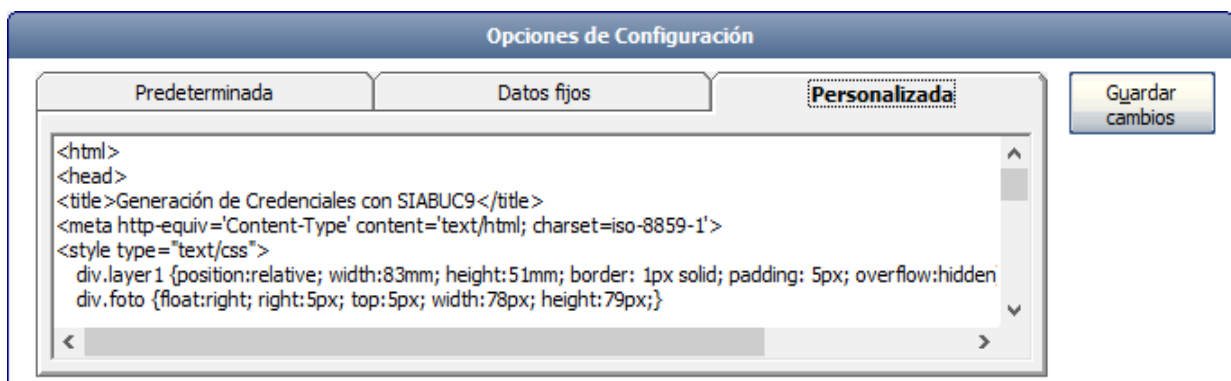 Opciones de Configuración
Predeterminada
Datos fijos
Personalizada
Guardar
cambios
<html>
<head>
<title>Generación de Credenciales con SIABUC9</title>
<meta http-equiv='Content-Type' content='text/html; charset=iso-8859-1'>
<style type="text/css">
div.layer1 {position:relative; width:83mm; height:51mm; border: 1px solid; padding: 5px; overflow:hidden
div.foto {float:right; right:5px; top:5px; width:78px; height:79px;}